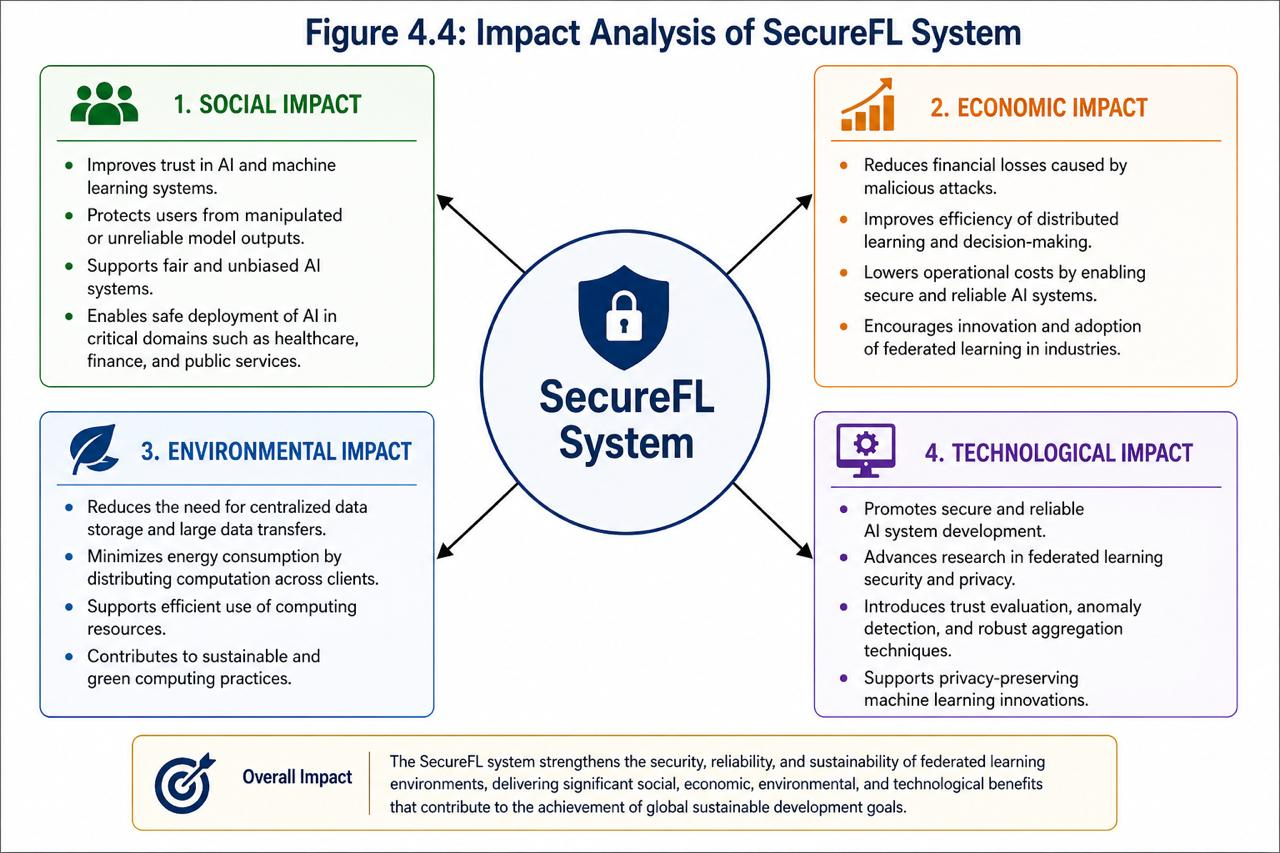 Figure 4.4: Impact Analysis of SecureFL System
1. SOCIAL IMPACT
• Improves trust in AI and machine
learning systems.
• Protects users from manipulated
or unreliable model outputs.
• Supports fair and unbiased AI
systems.
• Enables safe deployment of AI in
critical domains such as healthcare,
finance, and public services.
2. ECONOMIC IMPACT
• Reduces financial losses caused by
malicious attacks.
• Improves efficiency of distributed
learning and decision-making.
• Lowers operational costs by enabling
secure and reliable AI systems.
• Encourages innovation and adoption
of federated learning in industries.
SecureFL
System
3. ENVIRONMENTAL IMPACT
• Reduces the need for centralized data
storage and large data transfers.
• Minimizes energy consumption by
distributing computation across clients.
• Supports efficient use of computing
resources.
• Contributes to sustainable and
green computing practices.
4. TECHNOLOGICAL IMPACT
• Promotes secure and reliable
AI system development.
• Advances research in federated learning
security and privacy.
• Introduces trust evaluation, anomaly
detection, and robust aggregation
techniques.
• Supports privacy-preserving
machine learning innovations.
Overall Impact
The SecureFL system strengthens the security, reliability, and sustainability of federated learning
environments, delivering significant social, economic, environmental, and technological benefits
that contribute to the achievement of global sustainable development goals.